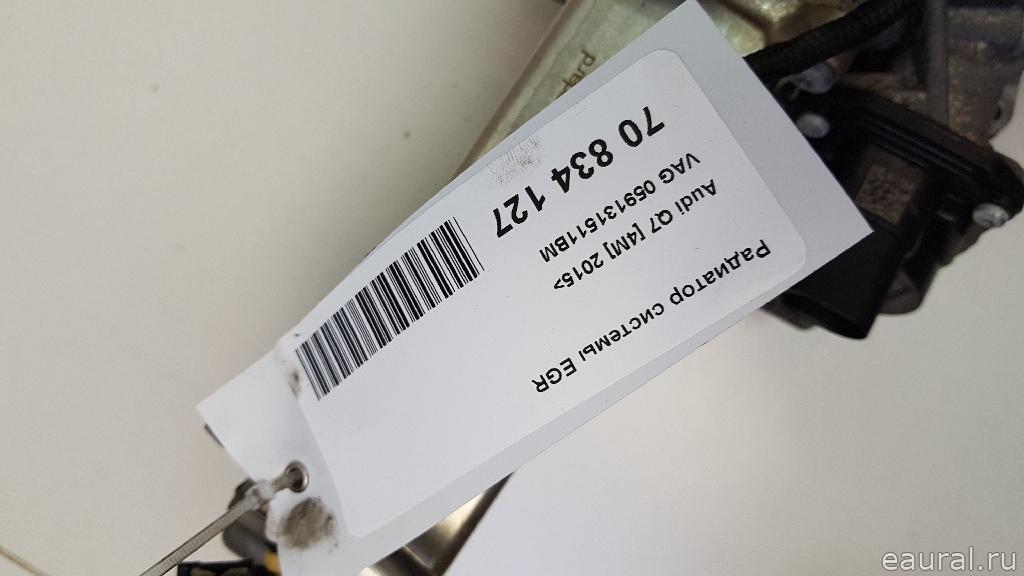 Радиатор системы EGR
Audi Q7 [4M] 2015>
VAG 059131511BM
70 834 127
eaural.ru